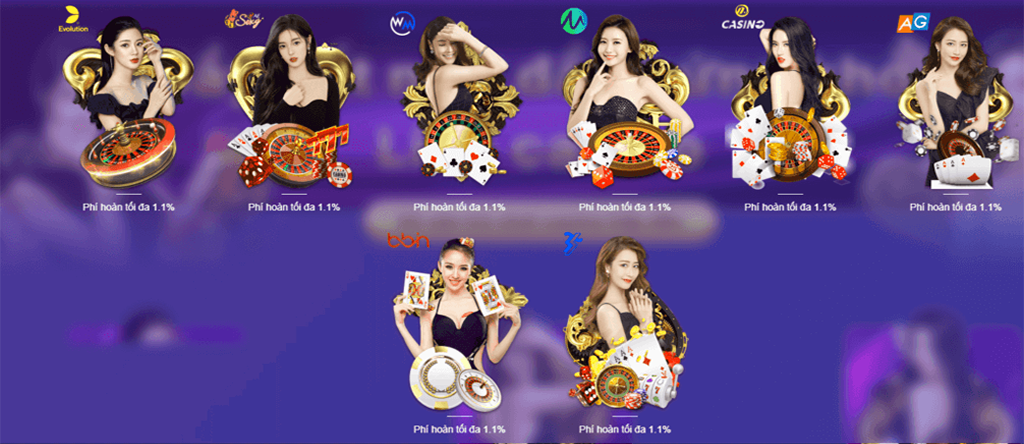 Evolution
Sexy
WM
CASINO
AG
777
Phí hoàn tối đa 1.1%
Phí hoàn tối đa 1.1%
Phí hoàn tối đa 1.1%
Phí hoàn tối đa 1.1%
Phí hoàn tối đa 1.1%
Phí hoàn tối đa 1.1%
bbin
Phí hoàn tối đa 1.1%
Phí hoàn tối đa 1.1%